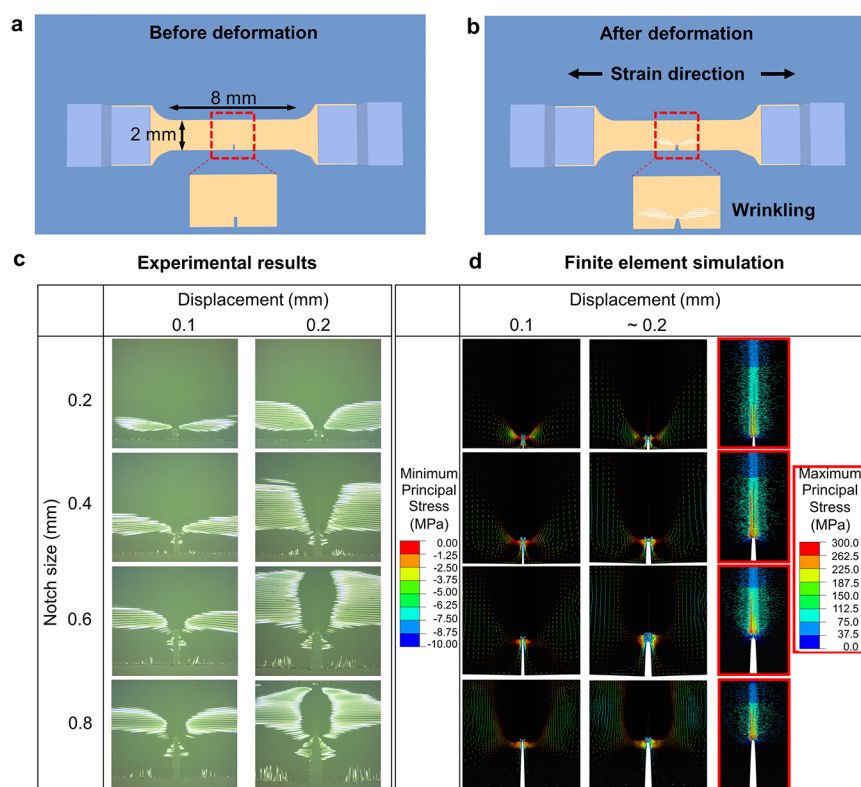 a
Before deformation
8 mm
2 mm
b
After deformation
Strain direction
Wrinkling
c
Experimental results
Displacement (mm)
0.1
0.2
Notch size (mm)
0.2
0.4
0.6
0.8
d
Finite element simulation
Displacement (mm)
0.1
~ 0.2
Minimum
Principal
Stress
(MPa)
0.00
-1.25
-2.50
-3.75
-5.00
-6.25
-7.50
-8.75
-10.00
Maximum
Principal
Stress
(MPa)
300.0
262.5
225.0
187.5
150.0
112.5
75.0
37.5
0.0